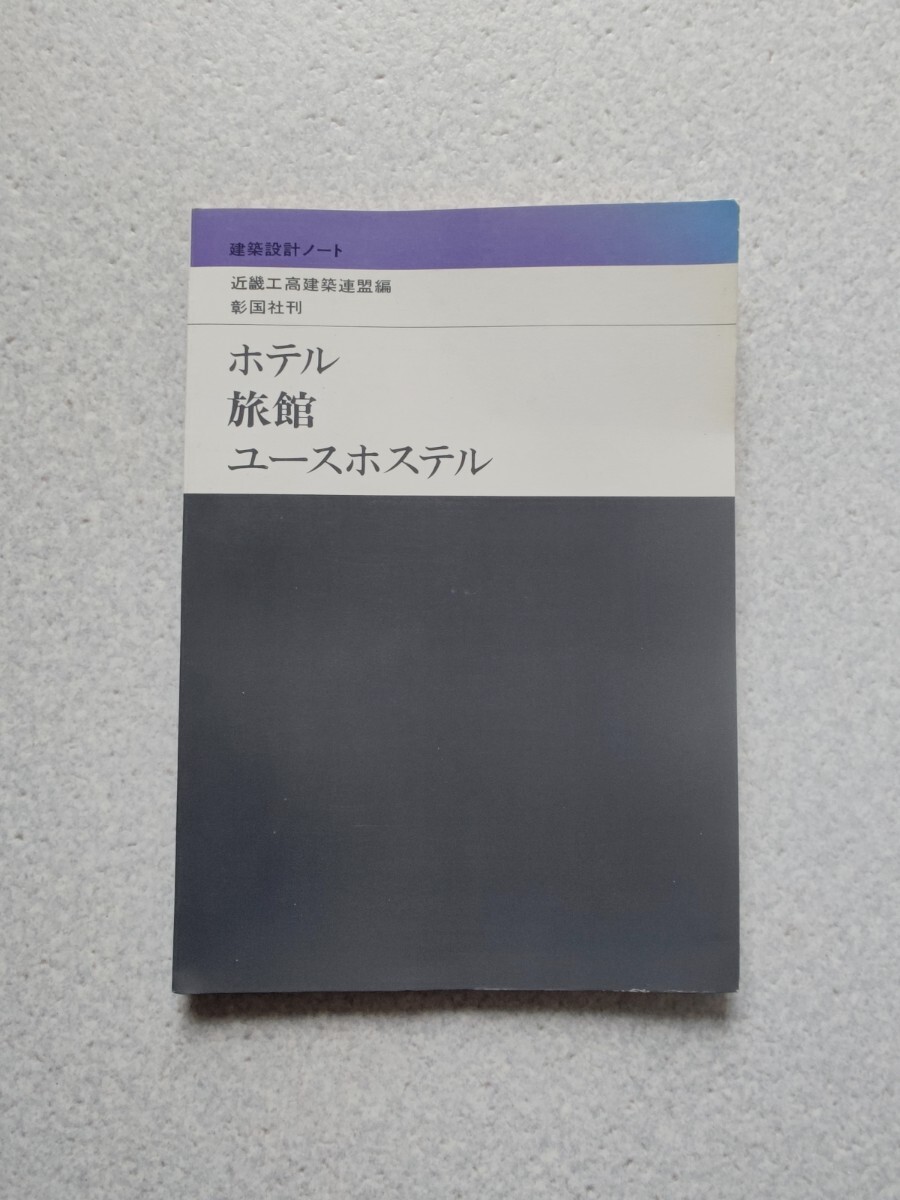 建築設計ノート
近畿工高建築連盟編
彰国社刊
ホテル
旅館
ユースホステル